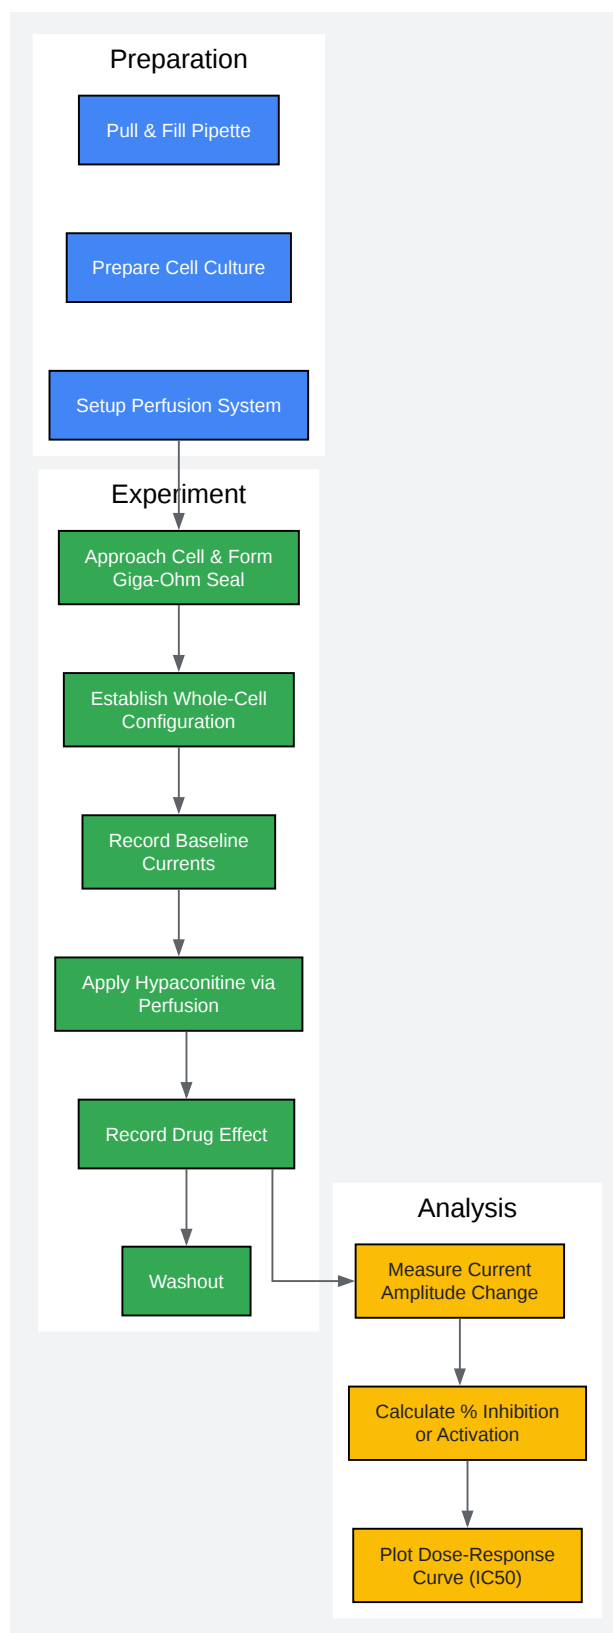 Preparation
Pull & Fill Pipette
Prepare Cell Culture
Setup Perfusion System
Experiment
Approach Cell & Form
Giga-Ohm Seal
Establish Whole-Cell
Configuration
Record Baseline
Currents
Apply Hypaconitine via
Perfusion
Record Drug Effect
Washout
Analysis
Measure Current
Amplitude Change
Calculate % Inhibition
or Activation
Plot Dose-Response
Curve (IC50)